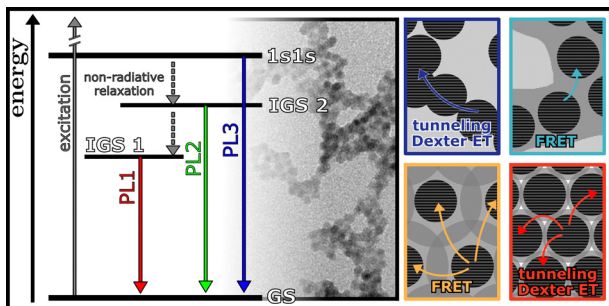 energy
excitation
1s1s
non-radiative
relaxation
IGS 2
IGS 1
PL1
PL2
PL3
GS
tunneling
Dexter ET
FRET
FRET
tunneling
Dexter ET